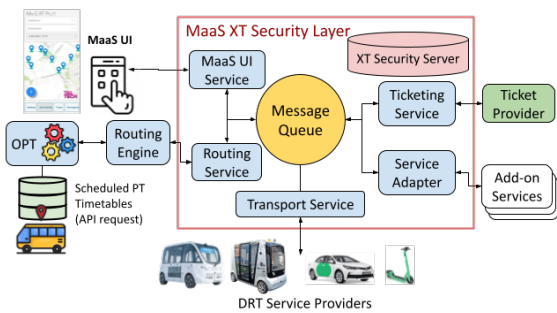 MaaS UI
MaaS XT Security Layer
XT Security Server
MaaS UI
Service
Message
Queue
Ticketing
Service
Ticket
Provider
OPT
Routing
Engine
Routing
Service
Service
Adapter
Add-on
Services
Scheduled PT
Timetables
(API request)
Transport Service
DRT Service Providers